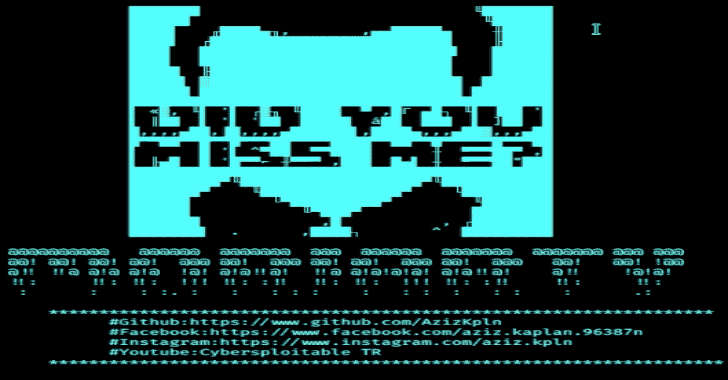 DID YOU
MISS ME?
MORIARTY
#Github:https://www.github.com/AzizKpln
#Facebook:https://www.facebook.com/aziz.kaplan.96387n
#Instagram:https://www.instagram.com/aziz.kpln
#Youtube:Cybersploitable TR